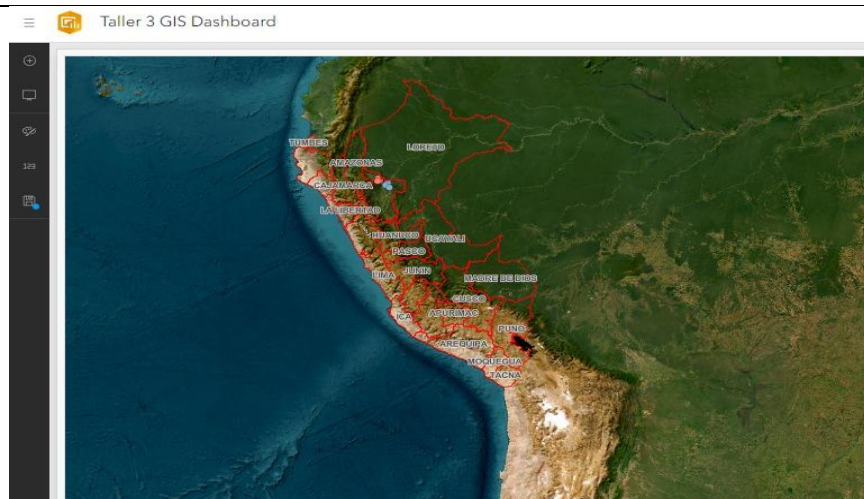 Taller 3 GIS Dashboard
TUMBES
LORETO
AMAZONAS
CAJAMARCA
LA LIBERTAD
HUANUCO
UCAYALI
PASCO
LIMA
JUNIN
MADRE DE DIOS
CUSCO
ICA
APURIMAC
PUNO
AREQUIPA
MOQUEGUA
TACNA
123